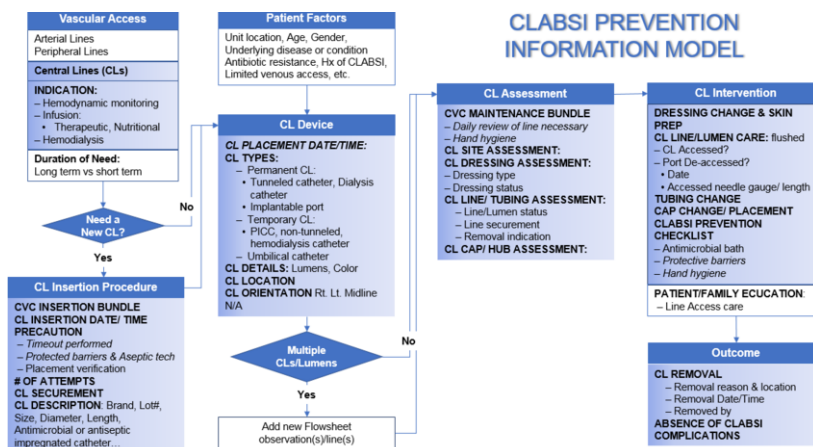 CLABSI PREVENTION
INFORMATION MODEL
Vascular Access
Arterial Lines
Peripheral Lines
Central Lines (CLs)
INDICATION:
– Hemodynamic monitoring
– Infusion:
• Therapeutic, Nutritional
– Hemodialysis
Duration of Need:
Long term vs short term
Need a
New CL?
No
Yes
CL Insertion Procedure
CVC INSERTION BUNDLE
CL INSERTION DATE/ TIME
PRECAUTION
– Timeout performed
– Protected barriers & Aseptic tech
– Placement verification
# OF ATTEMPTS
CL SECUREMENT
CL DESCRIPTION: Brand, Lot#,
Size, Diameter, Length,
Antimicrobial or antiseptic
impregnated catheter…
Patient Factors
Unit location, Age, Gender,
Underlying disease or condition
Antibiotic resistance, Hx of CLABSI,
Limited venous access, etc.
CL Device
CL PLACEMENT DATE/TIME:
CL TYPES:
– Permanent CL:
• Tunneled catheter, Dialysis
catheter
• Implantable port
– Temporary CL:
• PICC, non-tunneled,
hemodialysis catheter
– Umbilical catheter
CL DETAILS: Lumens, Color
CL LOCATION
CL ORIENTATION Rt. Lt. Midline
N/A
Multiple
CLs/Lumens
No
Yes
Add new Flowsheet
observation(s)/line(s)
CL Assessment
CVC MAINTENANCE BUNDLE
– Daily review of line necessary
– Hand hygiene
CL SITE ASSESSMENT:
CL DRESSING ASSESSMENT:
– Dressing type
– Dressing status
CL LINE/ TUBING ASSESSMENT:
– Line/Lumen status
– Line securement
– Removal indication
CL CAP/ HUB ASSESSMENT:
CL Intervention
DRESSING CHANGE & SKIN
PREP
CL LINE/LUMEN CARE: flushed
– CL Accessed?
– Port De-accessed?
• Date
• Accessed needle gauge/ length
TUBING CHANGE
CAP CHANGE/ PLACEMENT
CLABSI PREVENTION
CHECKLIST
– Antimicrobial bath
– Protective barriers
– Hand hygiene
PATIENT/FAMILY ECUCATION:
– Line Access care
Outcome
CL REMOVAL
– Removal reason & location
– Removal Date/Time
– Removed by
ABSENCE OF CLABSI
COMPLICATIONS